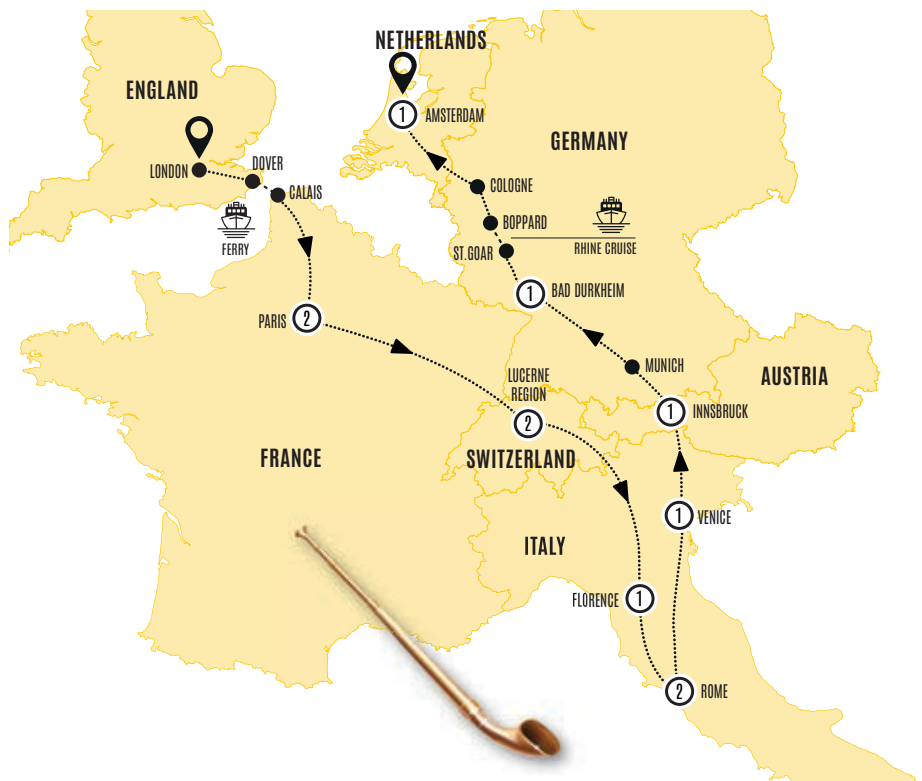 NETHERLANDS
ENGLAND
1
AMSTERDAM
GERMANY
LONDON
DOVER
CALAIS
COLOGNE
BOPPARD
FERRY
ST.GOAR
RHINE CRUISE
1
BAD DURKHEIM
PARIS
2
MUNICH
AUSTRIA
LUCERNE
REGION
2
1
INNSBRUCK
FRANCE
SWITZERLAND
1
VENICE
ITALY
FLORENCE
1
2
ROME